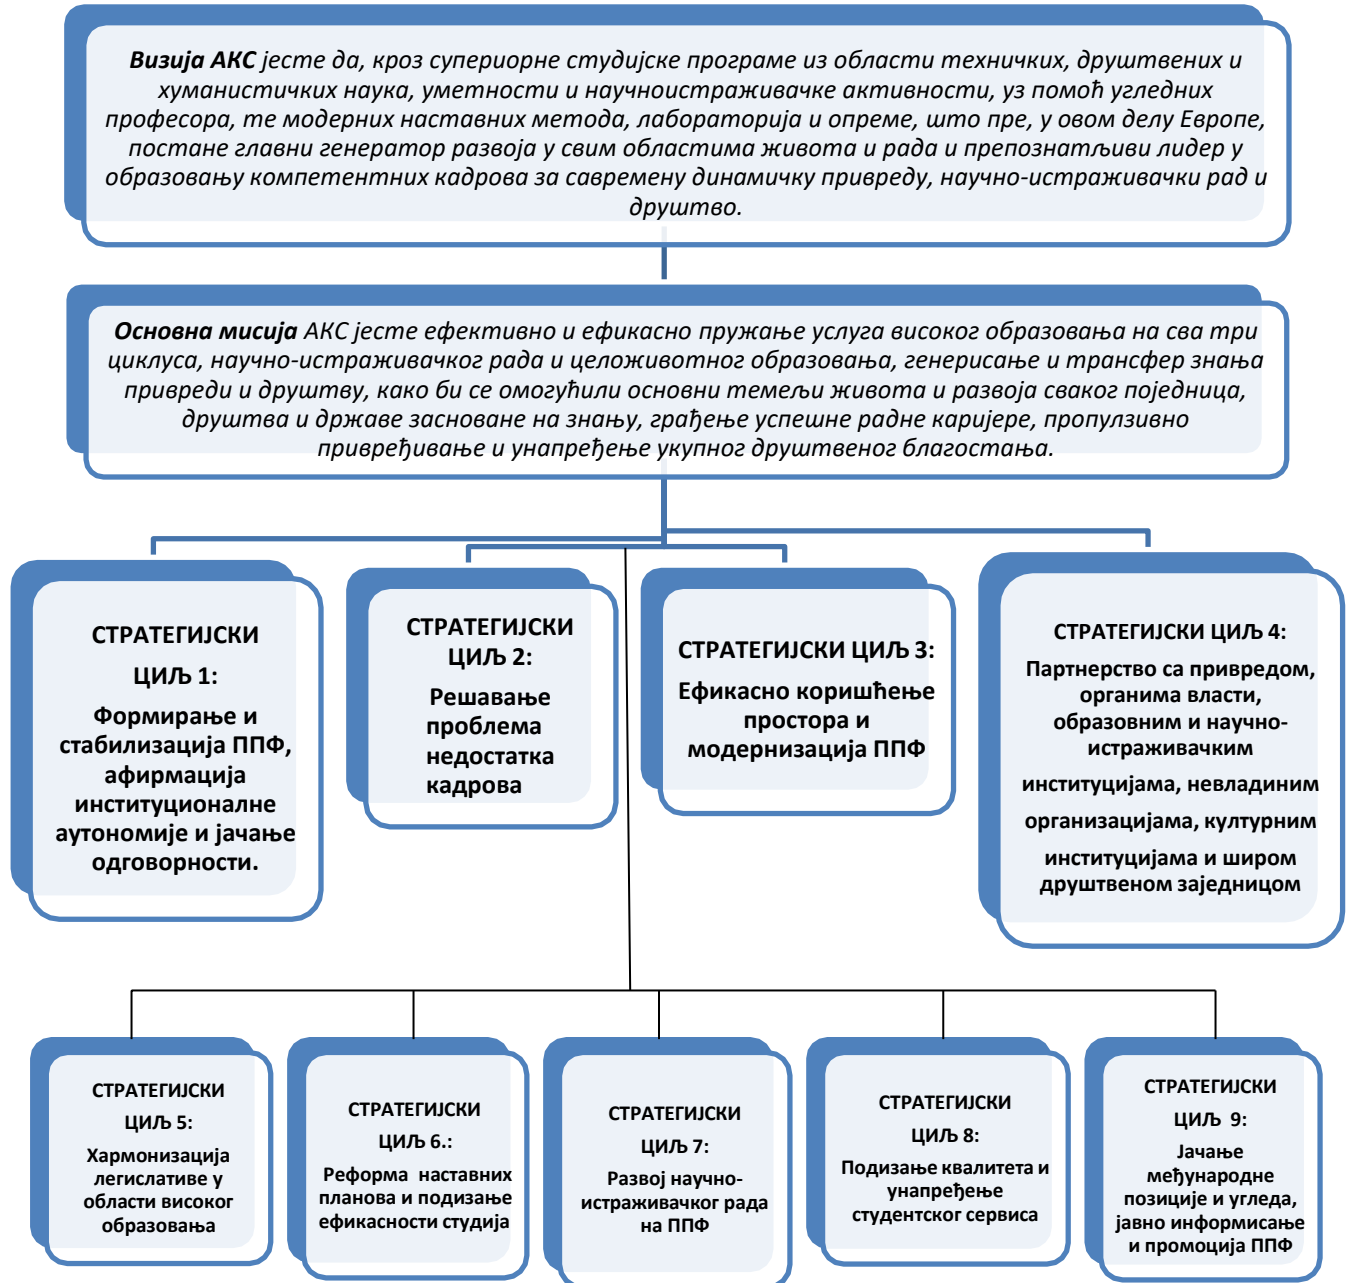 Визија АКС јесте да, кроз супериорне студијске програме из области техничких, друштвених и
хуманистичких наука, уметности и научноистраживачке активности, уз помоћ угледних
професора, те модерних наставних метода, лабораторија и опреме, што пре, у овом делу Европе,
постане главни генератор развоја у свим областима живота и рада и препознатљиви лидер у
образовању компетентних кадрова за савремену динамичку привреду, научно-истраживачки рад и
друштво.
Основна мисија АКС јесте ефективно и ефикасно пружање услуга високог образовања на сва три
циклуса, научно-истраживачког рада и целоживотног образовања, генерисање и трансфер знања
привреди и друштву, како би се омогућили основни темељи живота и развоја сваког појединца,
друштва и државе засноване на знању, грађење успешне радне каријере, пропулзивно
привређивање и унапређење укупног друштвеног благостања.
СТРАТЕГИЈСКИ
ЦИЉ 1:
Формирање и
стабилизација ППФ,
афирмација
институционалне
аутономије и јачање
одговорности.
СТРАТЕГИЈСКИ
ЦИЉ 2:
Решавање
проблема
недостатка
кадрова
СТРАТЕГИЈСКИ ЦИЉ 3:
Ефикасно коришћење
простора и
модернизација ППФ
СТРАТЕГИЈСКИ ЦИЉ 4:
Партнерство са привредом,
органима власти,
образовним и научно-
истраживачким
институцијама, невладиним
организацијама, културним
институцијама и широм
друштвеном заједницом
СТРАТЕГИЈСКИ
ЦИЉ 5:
Хармонизација
легислативе у
области високог
образовања
СТРАТЕГИЈСКИ
ЦИЉ 6.:
Реформа наставних
планова и подизање
ефикасности студија
СТРАТЕГИЈСКИ
ЦИЉ 7:
Развој научно-
истраживачког рада
на ППФ
СТРАТЕГИЈСКИ
ЦИЉ 8:
Подизање квалитета и
унапређење
студентског сервиса
СТРАТЕГИЈСКИ
ЦИЉ 9:
Јачање
међународне
позиције и угледа,
јавно информисање
и промоција ППФ